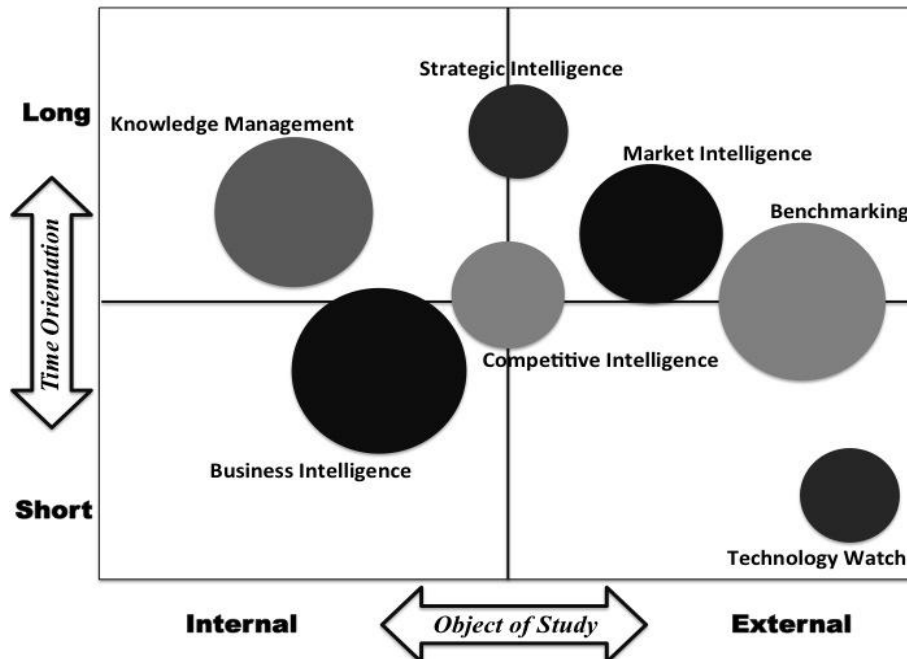 Strategic Intelligence
Long
Knowledge Management
Market Intelligence
Benchmarking
Time Orientation
Competitive Intelligence
Business Intelligence
Short
Technology Watch
Internal
Object of Study
External